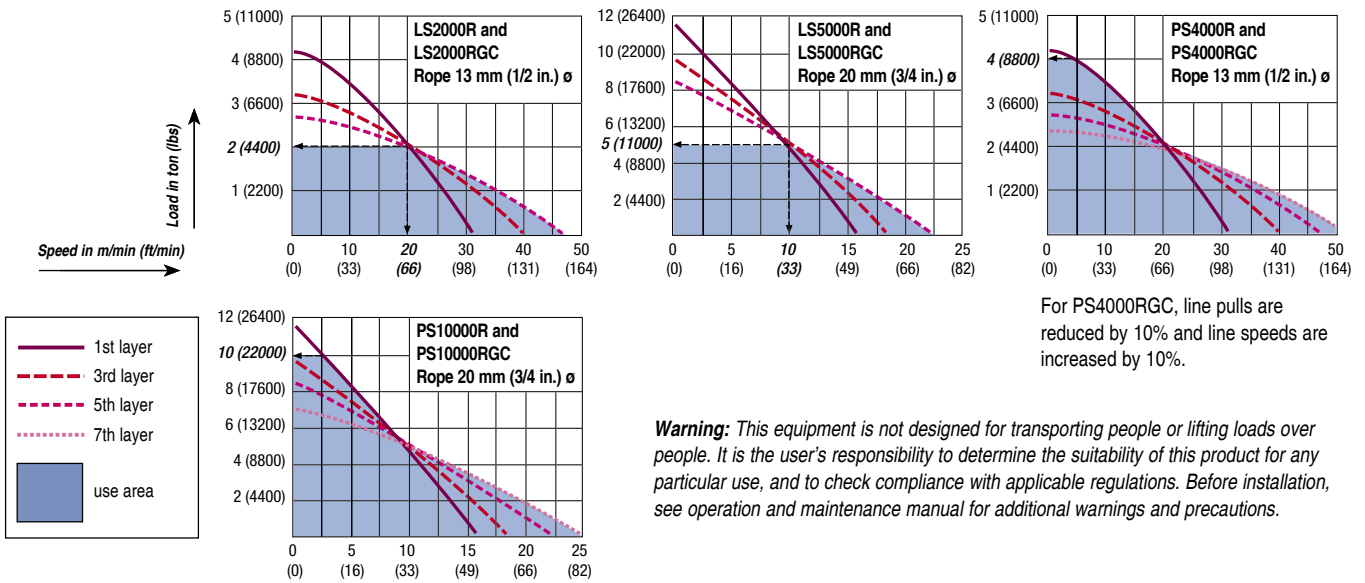 Load in ton (lbs)
Speed in m/min (ft/min)
LS2000R and
LS2000RGC
Rope 13 mm (1/2 in.) ø
5 (11000)
4 (8800)
3 (6600)
2 (4400)
1 (2200)
0 10 20 30 40 50
(0) (33) (66) (98) (131) (164)
LS5000R and
LS5000RGC
Rope 20 mm (3/4 in.) ø
12 (26400)
10 (22000)
8 (17600)
6 (13200)
5 (11000)
4 (8800)
2 (4400)
0 5 10 15 20 25
(0) (16) (33) (49) (66) (82)
PS4000R and
PS4000RGC
Rope 13 mm (1/2 in.) ø
5 (11000)
4 (8800)
3 (6600)
2 (4400)
1 (2200)
0 10 20 30 40 50
(0) (33) (66) (98) (131) (164)
For PS4000RGC, line pulls are
reduced by 10% and line speeds are
increased by 10%.
1st layer
3rd layer
5th layer
7th layer
use area
PS10000R and
PS10000RGC
Rope 20 mm (3/4 in.) ø
12 (26400)
10 (22000)
8 (17600)
6 (13200)
4 (8800)
2 (4400)
0 5 10 15 20 25
(0) (16) (33) (49) (66) (82)
Warning: This equipment is not designed for transporting people or lifting loads over
people. It is the user's responsibility to determine the suitability of this product for any
particular use, and to check compliance with applicable regulations. Before installation,
see operation and maintenance manual for additional warnings and precautions.